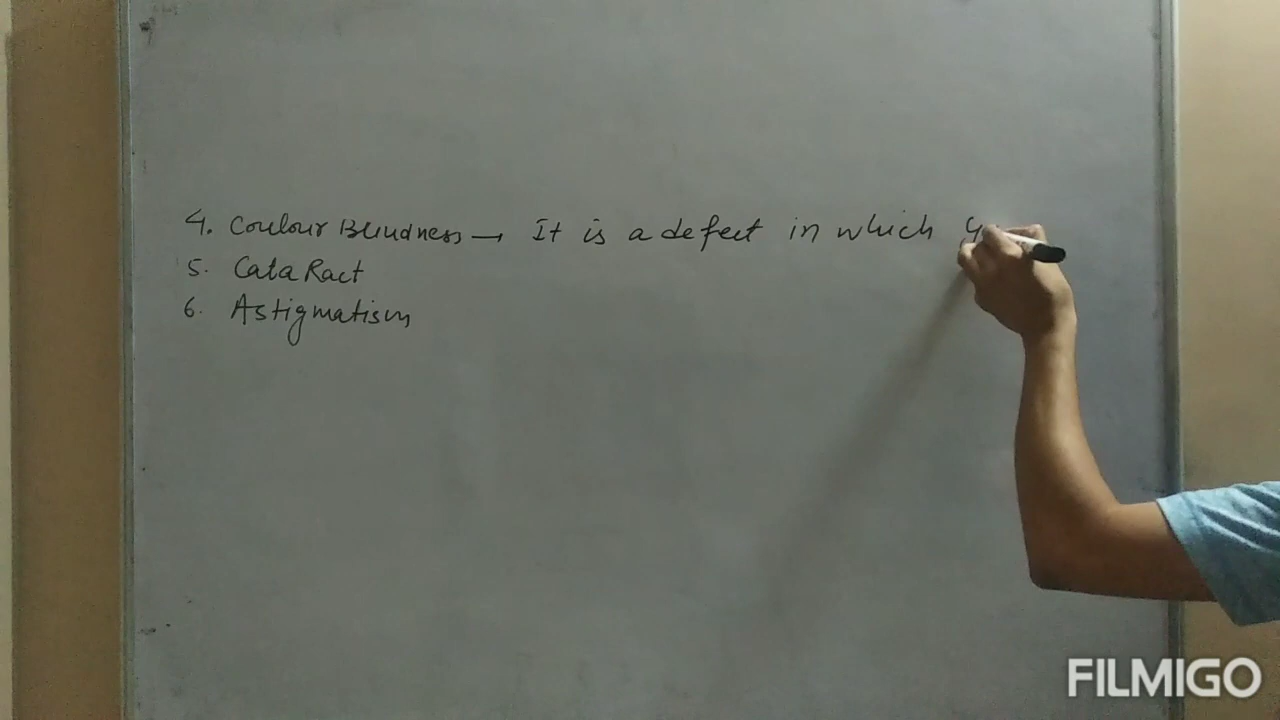 4. Coulour Blindness → It is a defect in which
5. Cata Ract
6. Astigmatism
FILMIGO